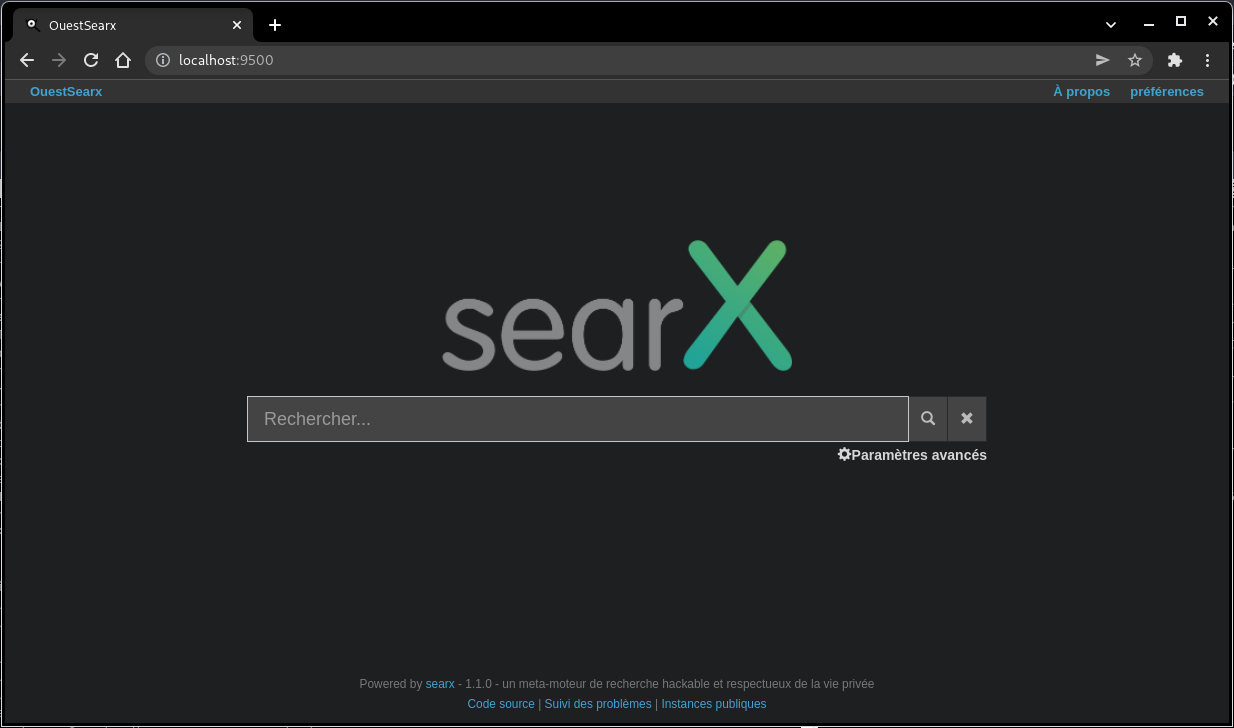 OuestSearx
localhost:9500
OuestSearx À propos préférences
searX
Rechercher...
Paramètres avancés
Powered by searx - 1.1.0 - un meta-moteur de recherche hackable et respectueux de la vie privée
Code source | Suivi des problèmes | Instances publiques